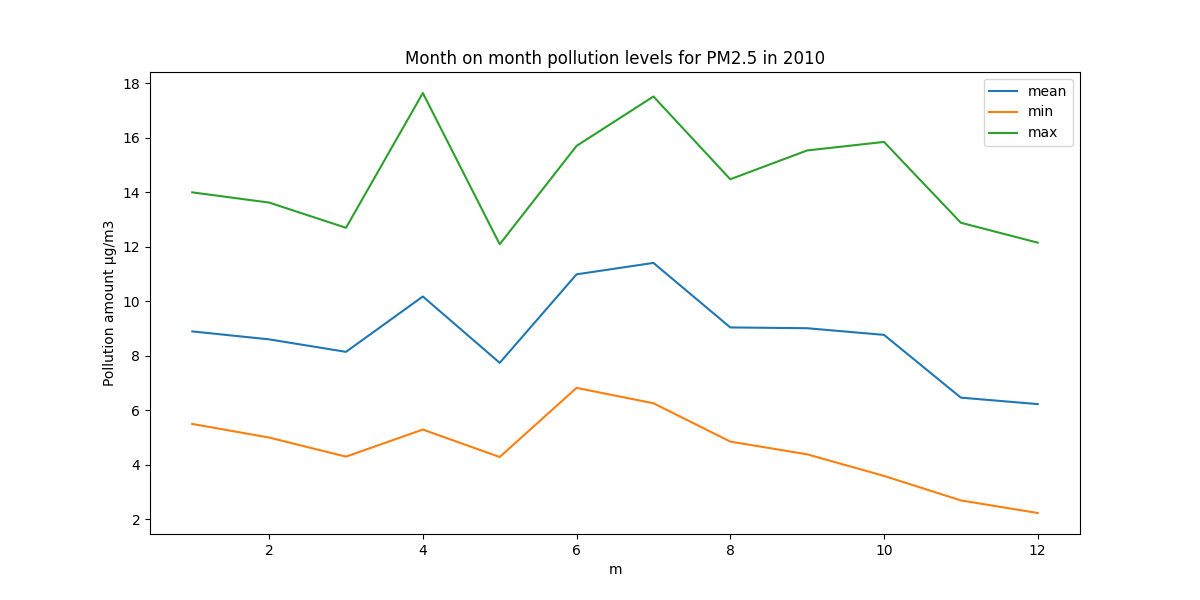 Month on month pollution levels for PM2.5 in 2010
mean
min
max
Pollution amount µg/m3
18
16
14
12
10
8
6
4
2
2 4 6 8 10 12
m